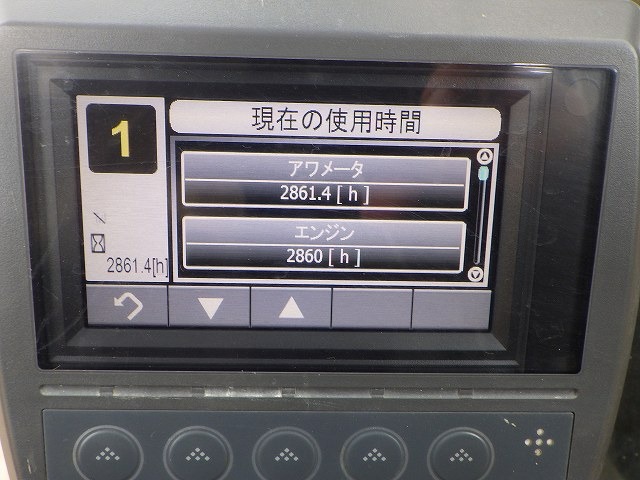 1
現在の使用時間
アワメータ
2861.4 [ h ]
エンジン
2860 [ h ]
2861.4[h]